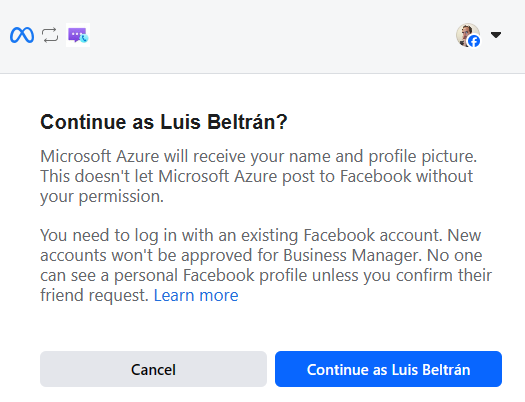 Continue as Luis Beltrán?
Microsoft Azure will receive your name and profile picture.
This doesn't let Microsoft Azure post to Facebook without
your permission.
You need to log in with an existing Facebook account. New
accounts won't be approved for Business Manager. No one
can see a personal Facebook profile unless you confirm their
friend request. Learn more
Cancel
Continue as Luis Beltrán